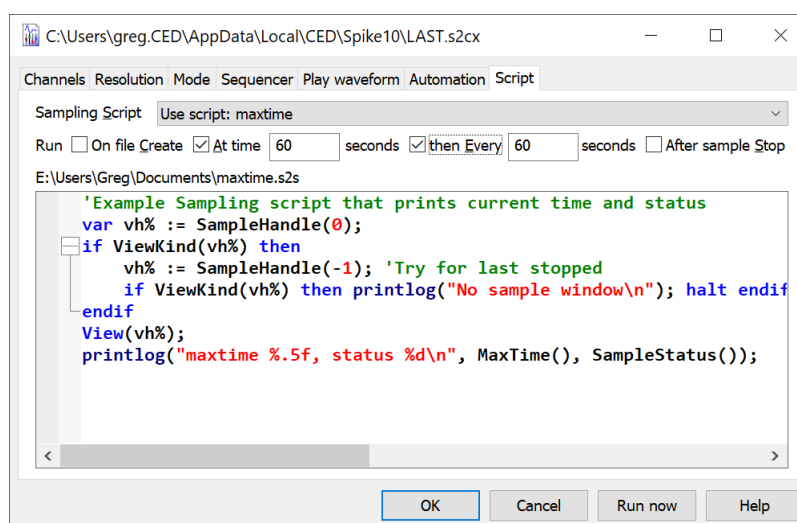 C:\Users\greg.CED\AppData\Local\CED\Spike10\LAST.s2cx
Channels Resolution Mode Sequencer Play waveform Automation Script
Sampling Script Use script: maxtime
Run On file Create At time 60 seconds then Every 60 seconds After sample Stop
E:\Users\Greg\Documents\maxtime.s2s
'Example Sampling script that prints current time and status
var vh% := SampleHandle(0);
if ViewKind(vh%) then
vh% := SampleHandle(-1); 'Try for last stopped
if ViewKind(vh%) then printlog("No sample window\n"); halt endif
endif
View(vh%);
printlog("maxtime %.5f, status %d\n", MaxTime(), SampleStatus());
OK Cancel Run now Help